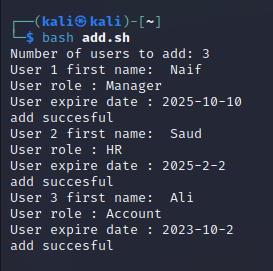 ┌──(kali㉿kali)-[~]
└─$ bash add.sh
Number of users to add: 3
User 1 first name:  Naif
User role : Manager
User expire date : 2025-10-10
add succesful
User 2 first name:  Saud
User role : HR
User expire date : 2025-2-2
add succesful
User 3 first name:  Ali
User role : Account
User expire date : 2023-10-2
add succesful